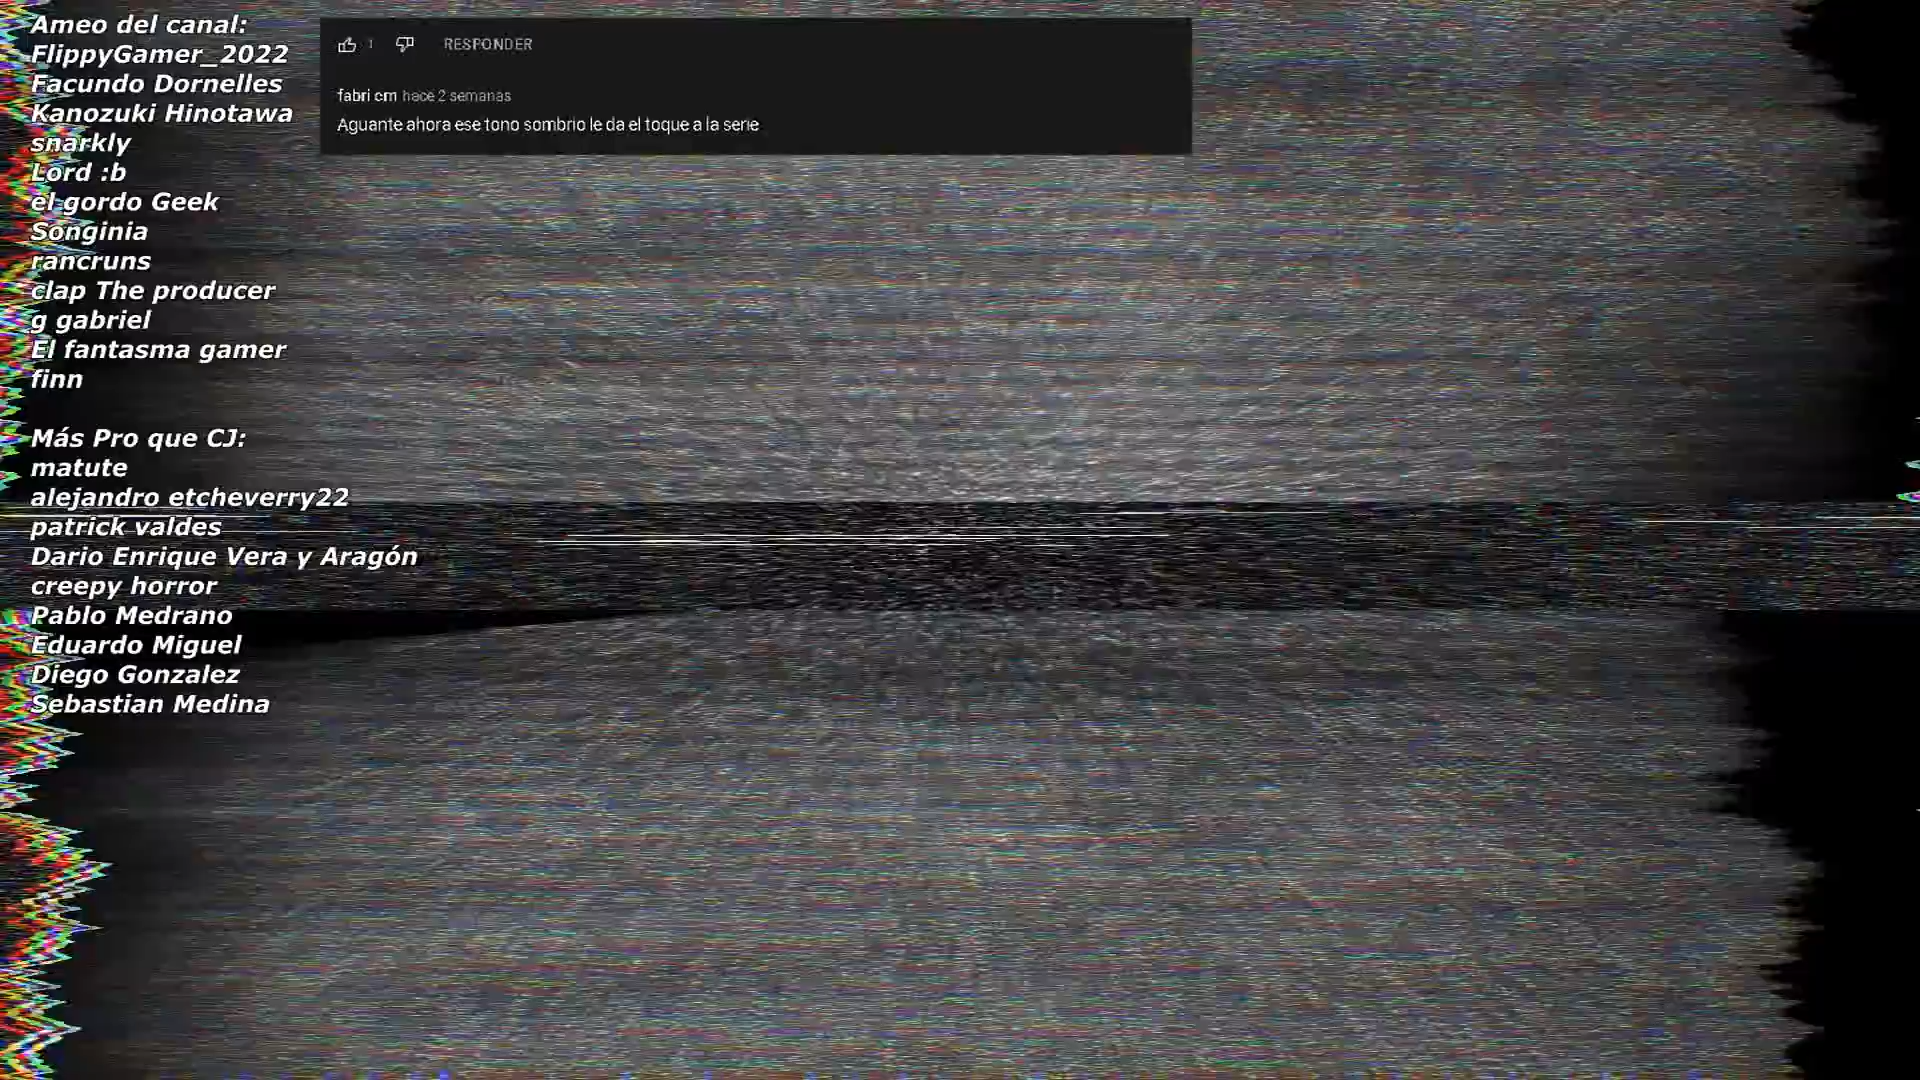 Ameo del canal:
FlippyGamer_2022
Facundo Dornelles
Kanozuki Hinotawa
snarkly
Lord :b
el gordo Geek
Songinia
rancruns
clap The producer
g gabriel
El fantasma gamer
finn
Más Pro que CJ:
matute
alejandro etcheverry22
patrick valdes
Dario Enrique Vera y Aragón
creepy horror
Pablo Medrano
Eduardo Miguel
Diego Gonzalez
Sebastian Medina
1 RESPONDER
fabri cm hace 2 semanas
Aguante ahora ese tono sombrio le da el toque a la serie